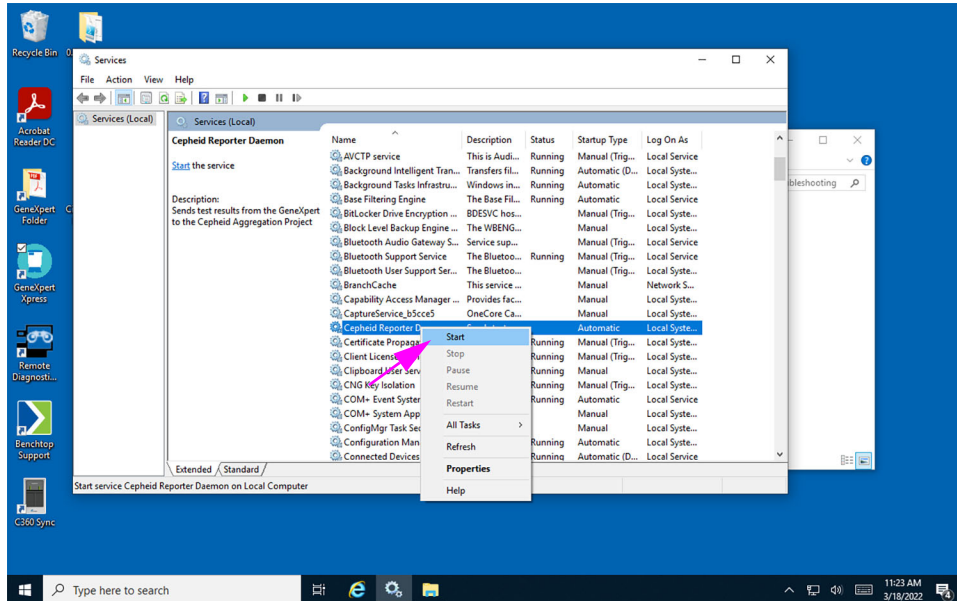 Recycle Bin
Acrobat
Reader DC
GeneXpert
Folder
GeneXpert
Xpress
Remote
Diagnosti...
Benchtop
Support
C360 Sync
Services
File Action View Help
Services (Local)
Services (Local)
Cepheid Reporter Daemon
Start the service
Description:
Sends test results from the GeneXpert
to the Cepheid Aggregation Project
Name Description Status Startup Type Log On As
AVCTP service This is Audi... Running Manual (Trig... Local Service
Background Intelligent Tran... Transfers fil... Running Automatic (D... Local Syste...
Background Tasks Infrastru... Windows in... Running Automatic Local Syste...
Base Filtering Engine The Base Fil... Running Automatic Local Service
BitLocker Drive Encryption ... BDESVC hos... Manual (Trig... Local Syste...
Block Level Backup Engine ... The WBENG... Manual Local Syste...
Bluetooth Audio Gateway S... Service sup... Manual (Trig... Local Service
Bluetooth Support Service The Bluetoo... Running Manual (Trig... Local Service
Bluetooth User Support Ser... The Bluetoo... Manual (Trig... Local Syste...
BranchCache This service ... Manual Network S...
Capability Access Manager ... Provides fac... Manual Local Syste...
CaptureService_b5cce5 OneCore Ca... Manual Local Syste...
Cepheid Reporter D Automatic Local Syste...
Certificate Propaga Running Manual (Trig... Local Syste...
Client License Running Manual (Trig... Local Syste...
Clipboard User Serv Running Manual Local Syste...
CNG Key Isolation Running Manual (Trig... Local Syste...
COM+ Event Syster Running Automatic Local Service
COM+ System App Manual Local Syste...
ConfigMgr Task Se Manual Local Syste...
Configuration Man Running Automatic Local Syste...
Connected Devices Running Automatic (D... Local Service
Start
Stop
Pause
Resume
Restart
All Tasks >
Refresh
Properties
Help
Extended Standard
Start service Cepheid Reporter Daemon on Local Computer
ubleshooting
Type here to search
11:23 AM
3/18/2022
4